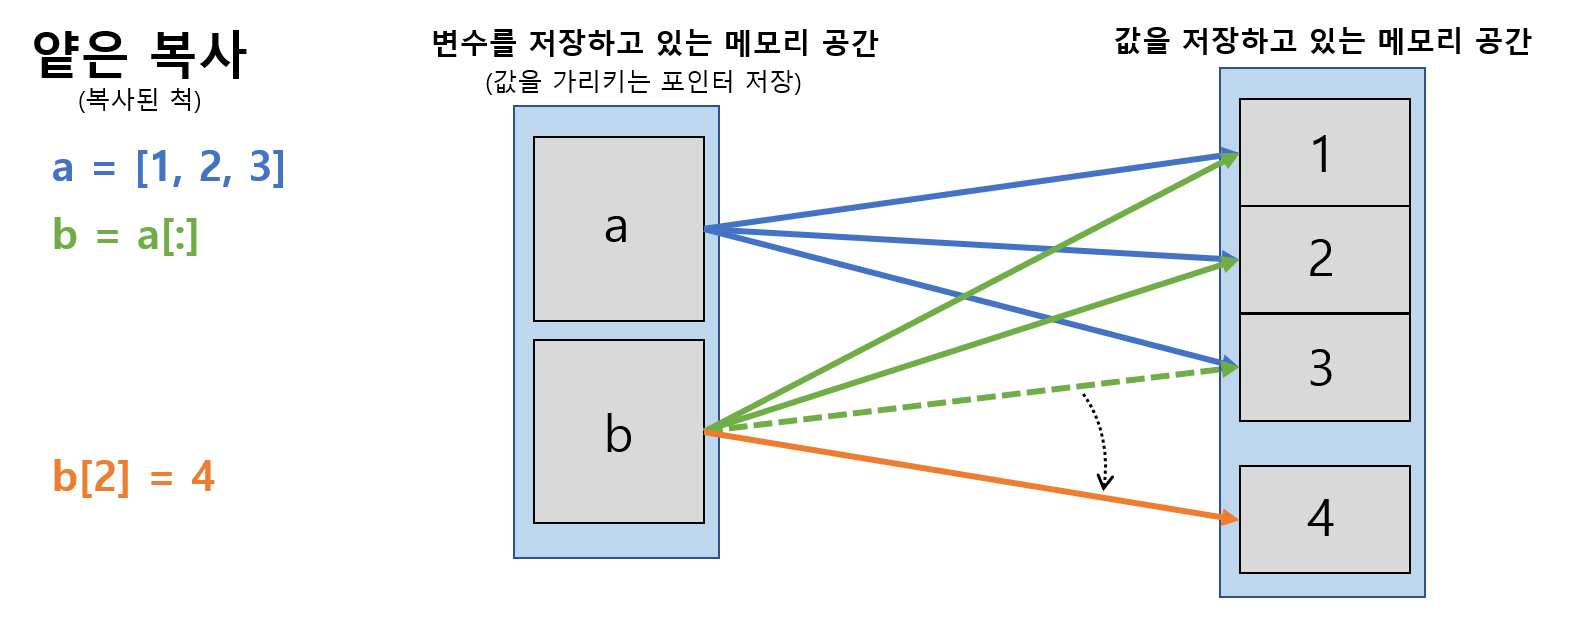 얕은 복사
(복사된 척)
a = [1, 2, 3]
b = a[:]
b[2] = 4
변수를 저장하고 있는 메모리 공간
(값을 가리키는 포인터 저장)
a
b
값을 저장하고 있는 메모리 공간
1
2
3
4